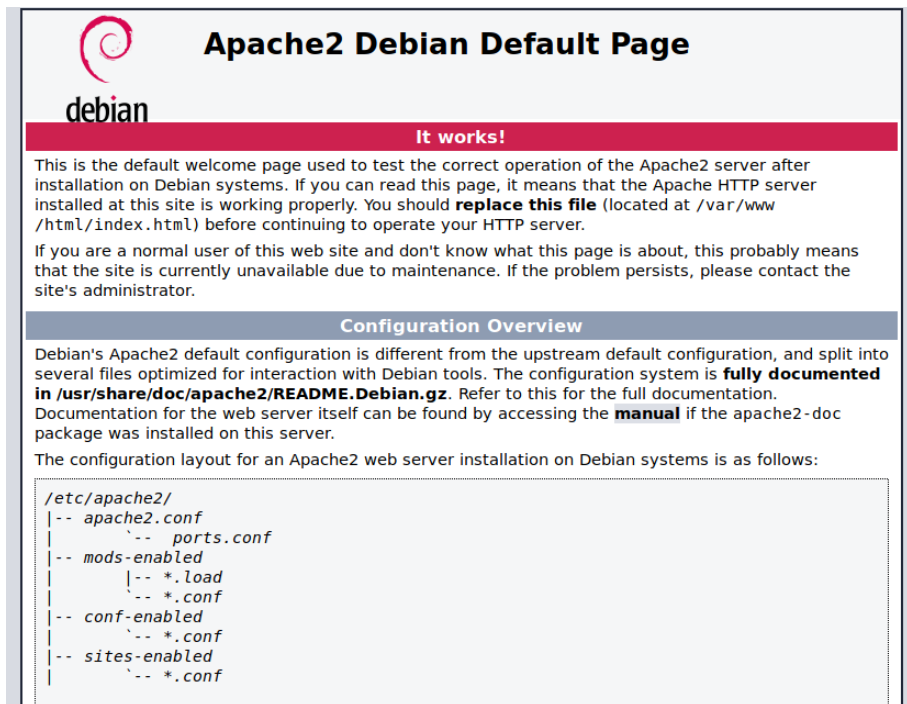 debian
Apache2 Debian Default Page
It works!
This is the default welcome page used to test the correct operation of the Apache2 server after
installation on Debian systems. If you can read this page, it means that the Apache HTTP server
installed at this site is working properly. You should replace this file (located at /var/www
/html/index.html) before continuing to operate your HTTP server.
If you are a normal user of this web site and don't know what this page is about, this probably means
that the site is currently unavailable due to maintenance. If the problem persists, please contact the
site's administrator.
Configuration Overview
Debian's Apache2 default configuration is different from the upstream default configuration, and split into
several files optimized for interaction with Debian tools. The configuration system is fully documented
in /usr/share/doc/apache2/README.Debian.gz. Refer to this for the full documentation.
Documentation for the web server itself can be found by accessing the manual if the apache2-doc
package was installed on this server.
The configuration layout for an Apache2 web server installation on Debian systems is as follows:
/etc/apache2/
|-- apache2.conf
|       `--  ports.conf
|-- mods-enabled
|       |-- *.load
|       `-- *.conf
|-- conf-enabled
|       `-- *.conf
|-- sites-enabled
|       `-- *.conf